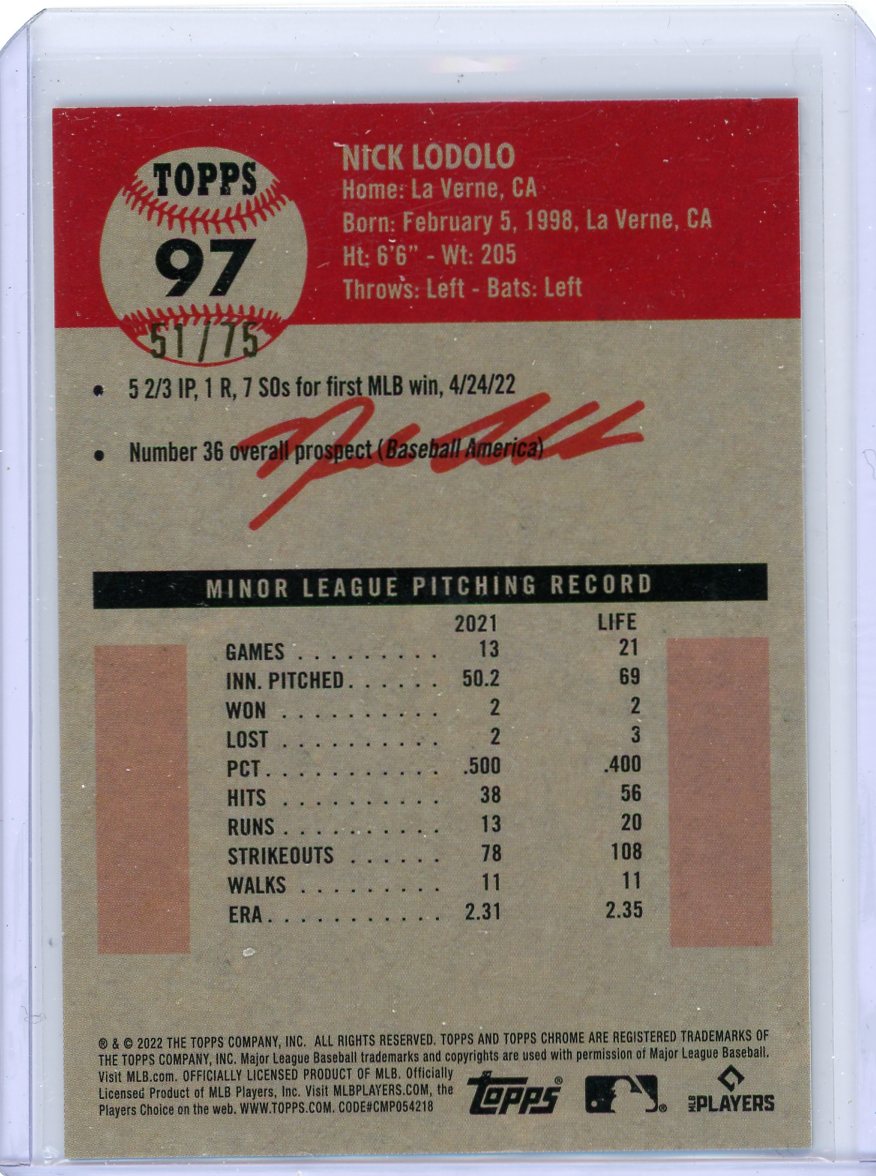 TOPPS
97
51/75
NICK LODOLO
Home: La Verne, CA
Born: February 5, 1998, La Verne, CA
Ht: 6'6" - Wt: 205
Throws: Left - Bats: Left
• 5 2/3 IP, 1 R, 7 SOs for first MLB win, 4/24/22
• Number 36 overall prospect (Baseball America)
MINOR LEAGUE PITCHING RECORD
2021 LIFE
GAMES . . . . . . . . . 13 21
INN. PITCHED. . . . . . 50.2 69
WON . . . . . . . . . . 2 2
LOST . . . . . . . . . . 2 3
PCT. . . . . . . . . . . .500 .400
HITS . . . . . . . . . . 38 56
RUNS . . . . . . . . . . 13 20
STRIKEOUTS . . . . . . 78 108
WALKS . . . . . . . . . 11 11
ERA. . . . . . . . . . . 2.31 2.35
® & © 2022 THE TOPPS COMPANY, INC. ALL RIGHTS RESERVED. TOPPS AND TOPPS CHROME ARE REGISTERED TRADEMARKS OF
THE TOPPS COMPANY, INC. Major League Baseball trademarks and copyrights are used with permission of Major League Baseball.
Visit MLB.com. OFFICIALLY LICENSED PRODUCT OF MLB. Officially
Licensed Product of MLB Players, Inc. Visit MLBPLAYERS.COM, the
Players Choice on the web. WWW.TOPPS.COM. CODE#CMP054218
Topps®
®
MLB PLAYERS